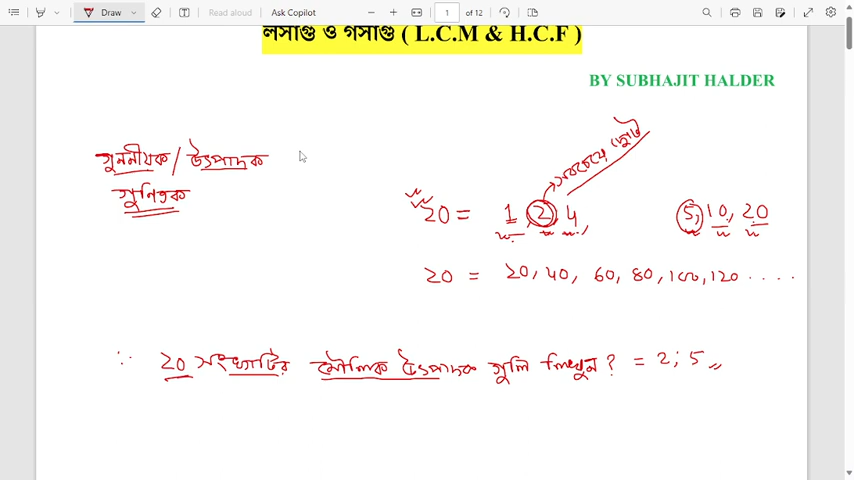 Draw
Read aloud
Ask Copilot
1 of 12
লসাগু ও গসাগু ( L.C.M & H.C.F )
BY SUBHAJIT HALDER
গুননীয়ক / উৎপাদক
গুণিতক
সবচেয়ে ছোট
20 = 1, 2, 4, 5, 10, 20
20 = 20, 40, 60, 80, 100, 120 ....
∵ 20 সংখ্যাটির মৌলিক উৎপাদক গুলি লিখুন? = 2; 5